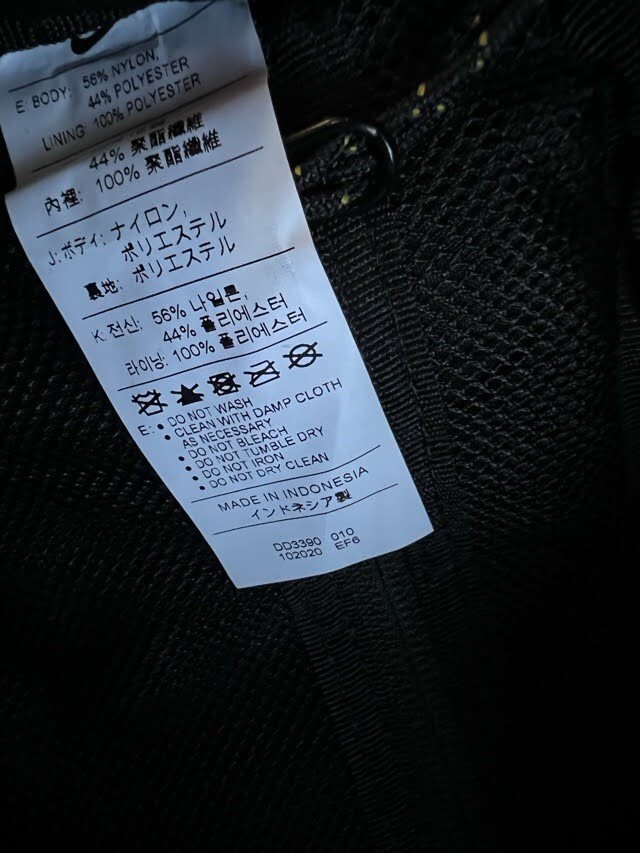 E: BODY: 56% NYLON,
44% POLYESTER
LINING: 100% POLYESTER
44% 聚酯纖維
內裡: 100% 聚酯纖維
J: ボディ: ナイロン,
ポリエステル
裏地: ポリエステル
K: 전신: 56% 나일론,
44% 폴리에스터
라이닝: 100% 폴리에스터
E: • DO NOT WASH
• CLEAN WITH DAMP CLOTH
AS NECESSARY
• DO NOT BLEACH
• DO NOT TUMBLE DRY
• DO NOT IRON
• DO NOT DRY CLEAN
MADE IN INDONESIA
インドネシア製
DD3390 010
102020 EF6